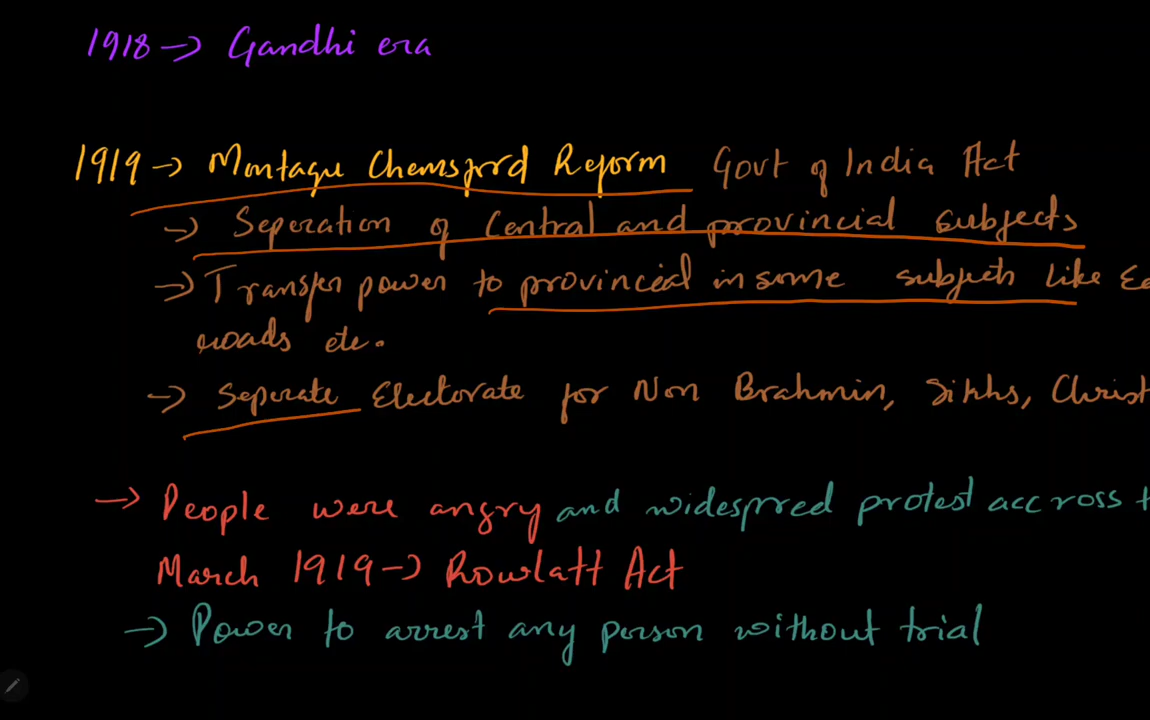 1918 → Gandhi era
1919 → Montague Chemsford Reform Govt of India Act
→ Seperation of Central and provincial subjects
→ Transfer power to provincial in some subjects like
roads etc.
→ Seperate Electorate for Non Brahmin, Sikhs, Christ
→ People were angry and widespred protest accross t
March 1919 → Rowlatt Act
→ Power to arrest any person without trial